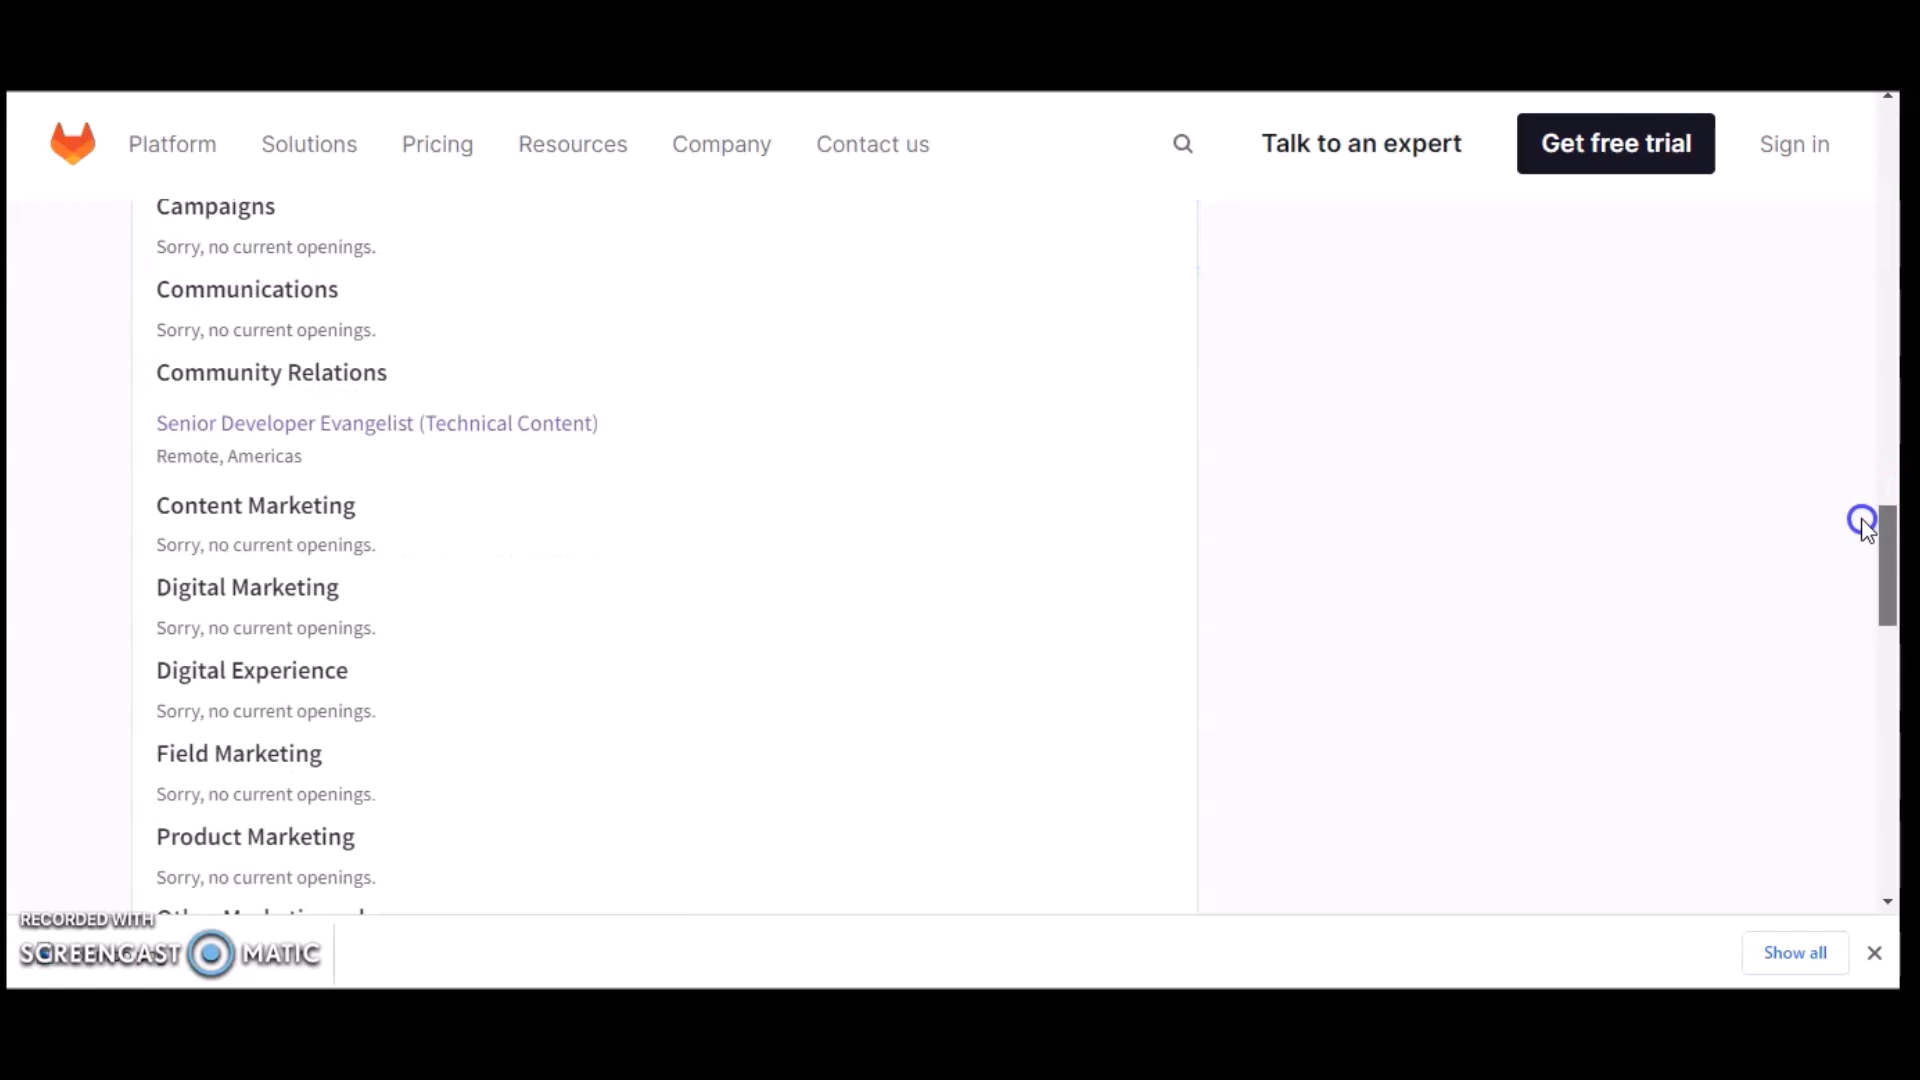 Platform Solutions Pricing Resources Company Contact us Talk to an expert Get free trial Sign in
Campaigns
Sorry, no current openings.
Communications
Sorry, no current openings.
Community Relations
Senior Developer Evangelist (Technical Content)
Remote, Americas
Content Marketing
Sorry, no current openings.
Digital Marketing
Sorry, no current openings.
Digital Experience
Sorry, no current openings.
Field Marketing
Sorry, no current openings.
Product Marketing
Sorry, no current openings.
RECORDED WITH
SCREENCAST MATIC
Show all